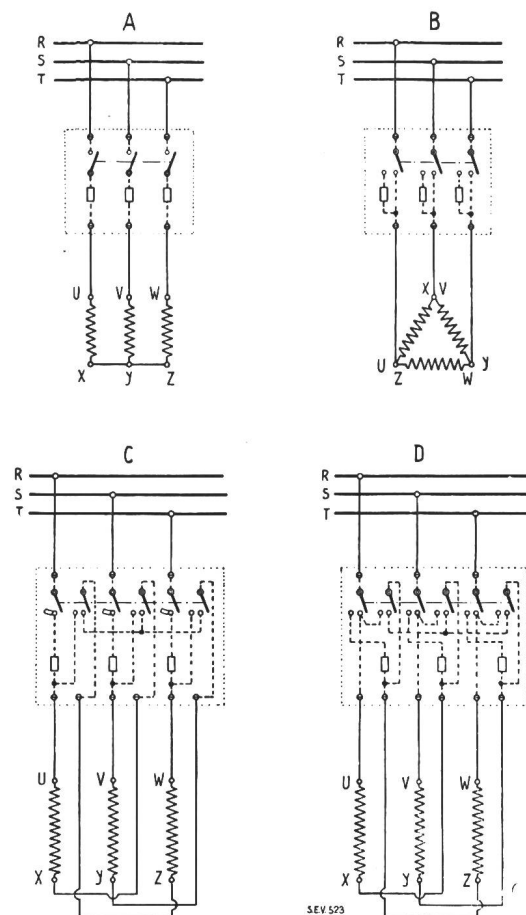 A
R
S
T
U V W
X Y Z
B
R
S
T
X V
U Z W Y
C
R
S
T
U V W
X Y Z
D
R
S
T
U V W
X Y Z
S.E.V. 523